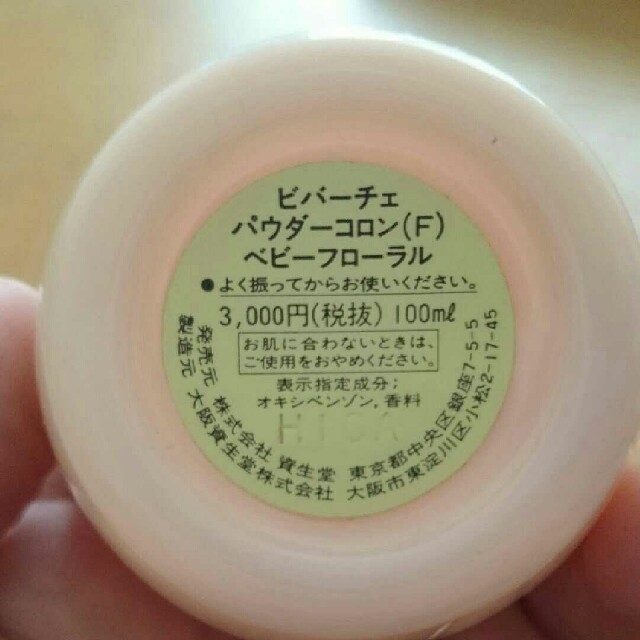 ビバーチェ
パウダーコロン(F)
ベビーフローラル
●よく振ってからお使いください。
3,000円(税抜) 100ml
お肌に合わないときは、
ご使用をおやめください。
表示指定成分;
オキシベンゾン,香料
発売元 株式会社 資生堂 東京都中央区銀座7-5-5
製造元 大阪資生堂株式会社 大阪市東淀川区小松2-17-45